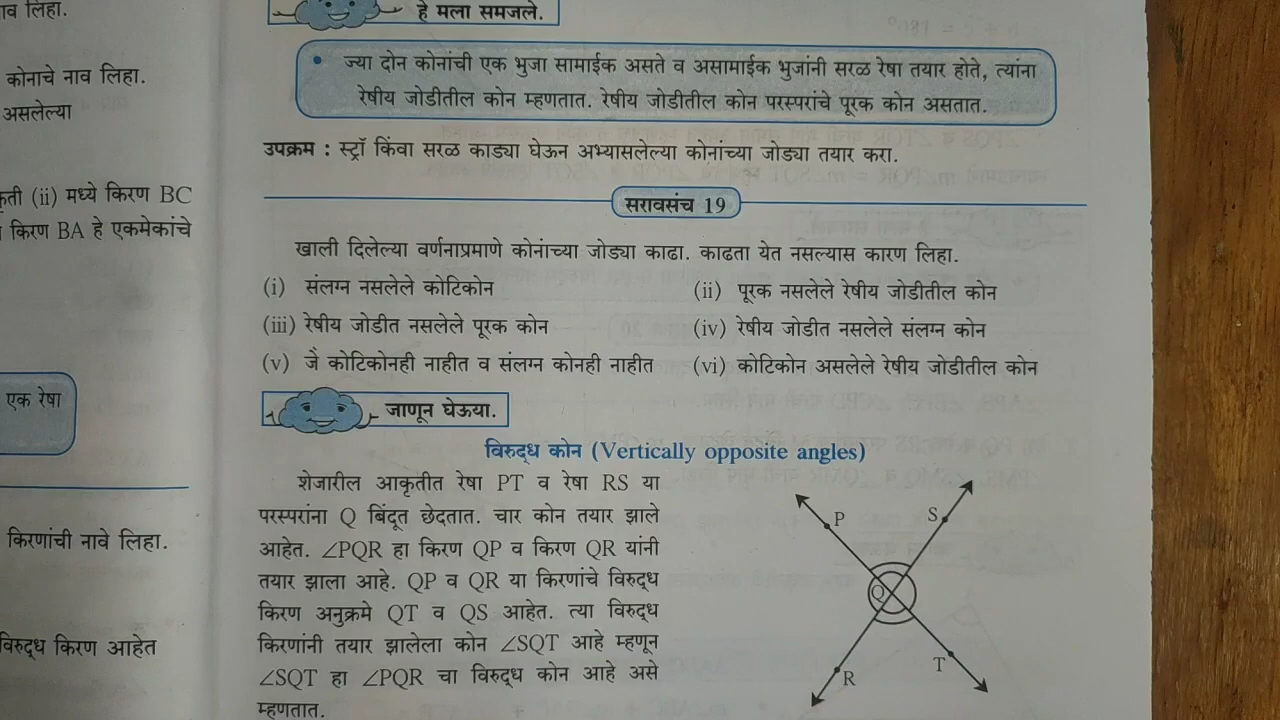 ाव लिहा.
कोनाचे नाव लिहा.
असलेल्या
कृती (ii) मध्ये किरण BC
किरण BA हे एकमेकांचे
एक रेषा
किरणांची नावे लिहा.
विरुद्ध किरण आहेत
हे मला समजले.
• ज्या दोन कोनांची एक भुजा सामाईक असते व असामाईक भुजांनी सरळ रेषा तयार होते, त्यांना
रेषीय जोडीतील कोन म्हणतात. रेषीय जोडीतील कोन परस्परांचे पूरक कोन असतात.
उपक्रम : स्ट्रॉ किंवा सरळ काड्या घेऊन अभ्यासलेल्या कोनांच्या जोड्या तयार करा.
सरावसंच 19
खाली दिलेल्या वर्णनाप्रमाणे कोनांच्या जोड्या काढा. काढता येत नसल्यास कारण लिहा.
(i) संलग्न नसलेले कोटिकोन (ii) पूरक नसलेले रेषीय जोडीतील कोन
(iii) रेषीय जोडीत नसलेले पूरक कोन (iv) रेषीय जोडीत नसलेले संलग्न कोन
(v) जे कोटिकोनही नाहीत व संलग्न कोनही नाहीत (vi) कोटिकोन असलेले रेषीय जोडीतील कोन
जाणून घेऊया.
विरुद्ध कोन (Vertically opposite angles)
शेजारील आकृतीत रेषा PT व रेषा RS या
परस्परांना Q बिंदूत छेदतात. चार कोन तयार झाले
आहेत. ∠PQR हा किरण QP व किरण QR यांनी
तयार झाला आहे. QP व QR या किरणांचे विरुद्ध
किरण अनुक्रमे QT व QS आहेत. त्या विरुद्ध
किरणांनी तयार झालेला कोन ∠SQT आहे म्हणून
∠SQT हा ∠PQR चा विरुद्ध कोन आहे असे
म्हणतात.
P S
Q
R T